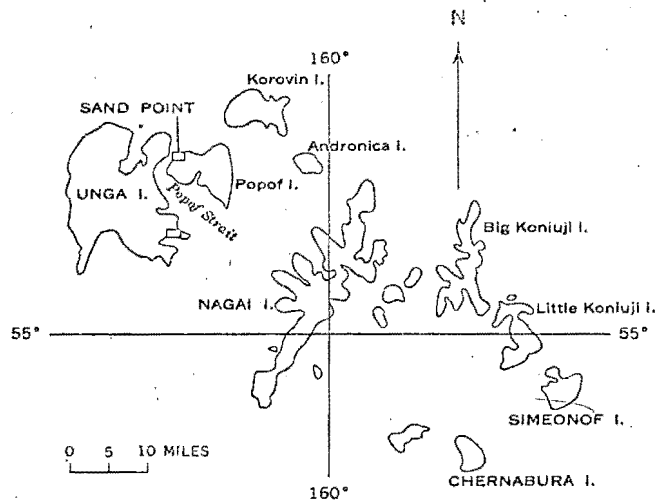 N
160°
Korovin I.
SAND POINT
Andronica I.
UNGA I.
Popof I.
Popof Strait
Big Koniuji I.
NAGAI I.
Little Koniuji I.
55°
55°
SIMEONOF I.
0 5 10 MILES
CHERNABURA I.
160°